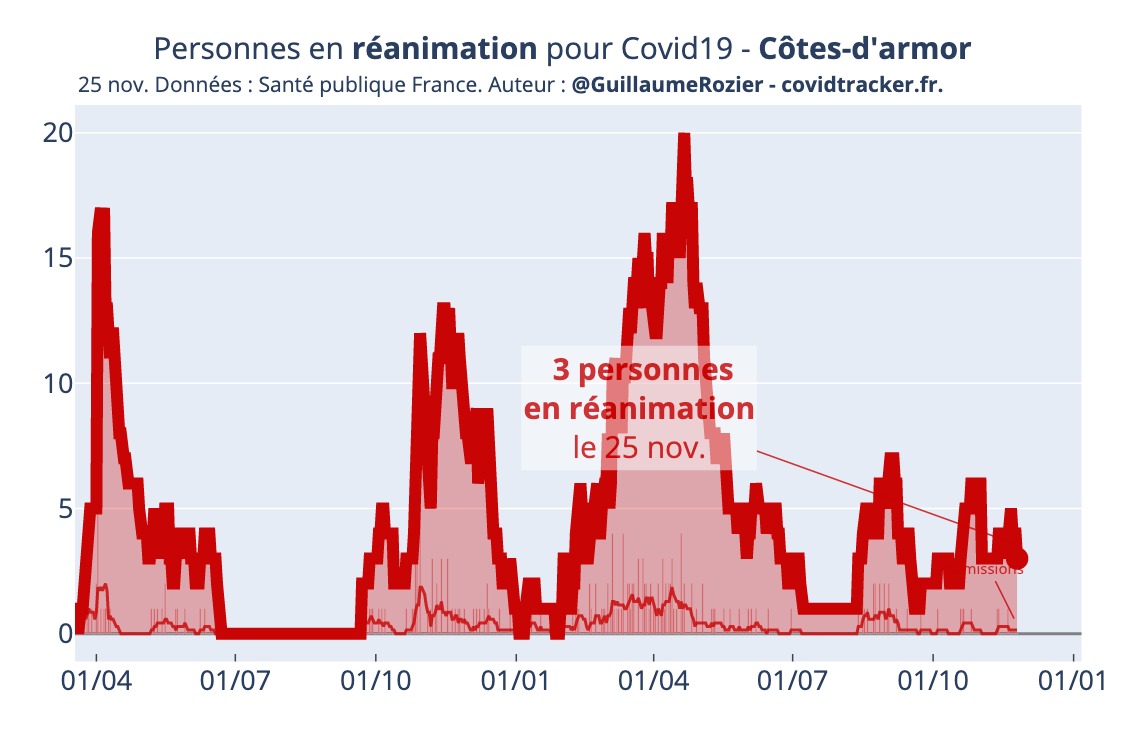 Personnes en réanimation pour Covid19 - Côtes-d'armor
25 nov. Données : Santé publique France. Auteur : @GuillaumeRozier - covidtracker.fr.
20
15
10
5
0
3 personnes
en réanimation
le 25 nov.
01/04 01/07 01/10 01/01 01/04 01/07 01/10 01/01